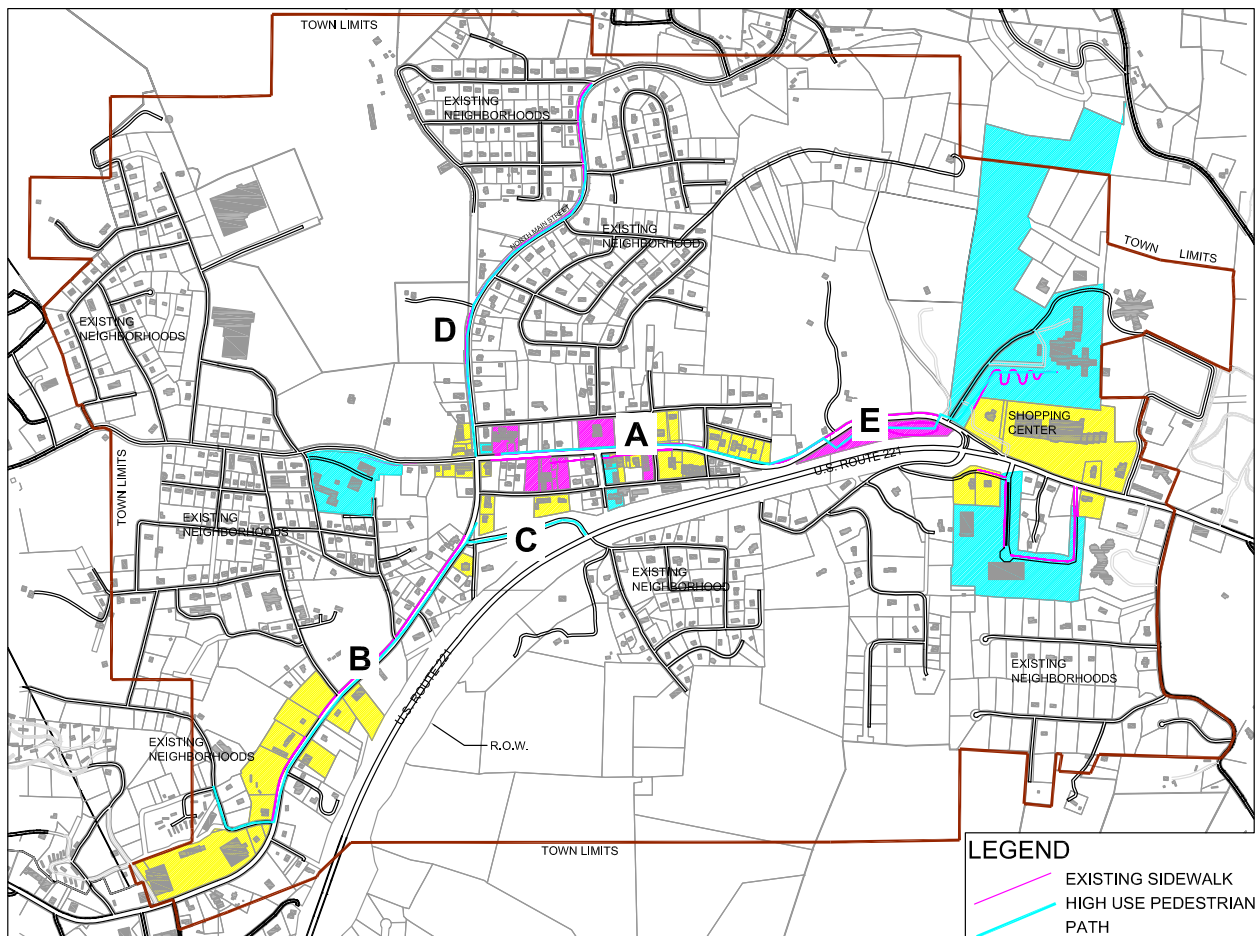 TOWN LIMITS
EXISTING
NEIGHBORHOODS
NORTH MAIN STREET
EXISTING
NEIGHBORHOOD
TOWN LIMITS
EXISTING
NEIGHBORHOODS
D
A
E
SHOPPING
CENTER
U.S. ROUTE 221
TOWN LIMITS
EXISTING
NEIGHBORHOODS
C
EXISTING
NEIGHBORHOOD
B
U.S. ROUTE 221
EXISTING
NEIGHBORHOODS
EXISTING
NEIGHBORHOODS
R.O.W.
TOWN LIMITS
LEGEND
EXISTING SIDEWALK
HIGH USE PEDESTRIAN
PATH